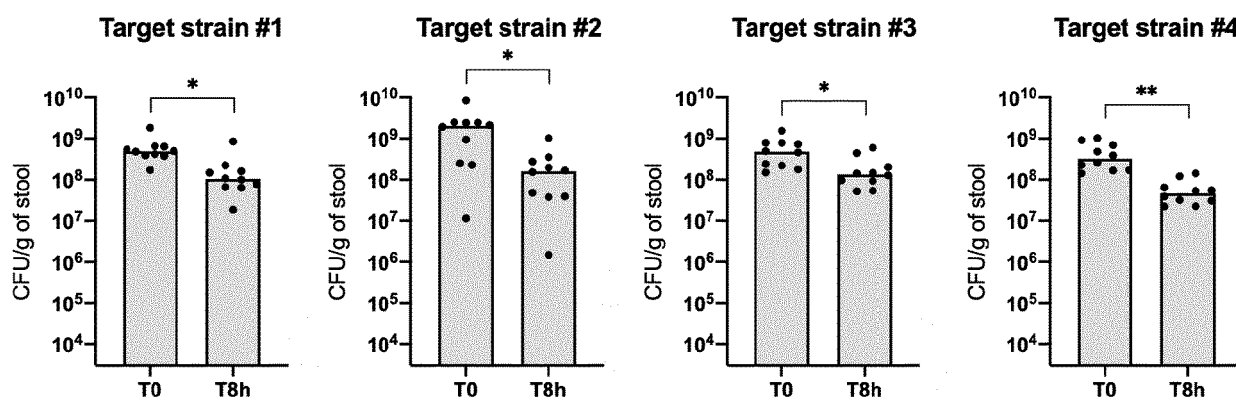 Target strain #1
*
10¹⁰
10⁹
10⁸
10⁷
10⁶
10⁵
10⁴
CFU/g of stool
T0 T8h
Target strain #2
*
10¹⁰
10⁹
10⁸
10⁷
10⁶
10⁵
10⁴
CFU/g of stool
T0 T8h
Target strain #3
*
10¹⁰
10⁹
10⁸
10⁷
10⁶
10⁵
10⁴
CFU/g of stool
T0 T8h
Target strain #4
**
10¹⁰
10⁹
10⁸
10⁷
10⁶
10⁵
10⁴
CFU/g of stool
T0 T8h